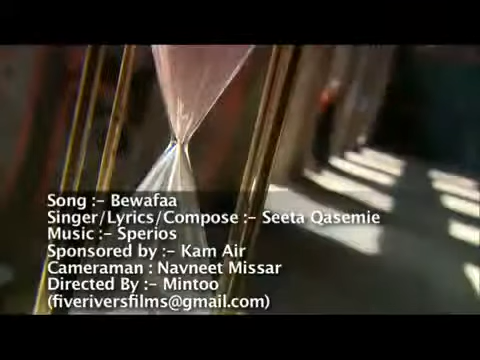 Song :- Bewafaa
Singer/Lyrics/Compose :- Seeta Qasemie
Music :- Sperios
Sponsored by :- Kam Air
Cameraman : Navneet Missar
Directed By :- Mintoo
(fiveriversfilms@gmail.com)